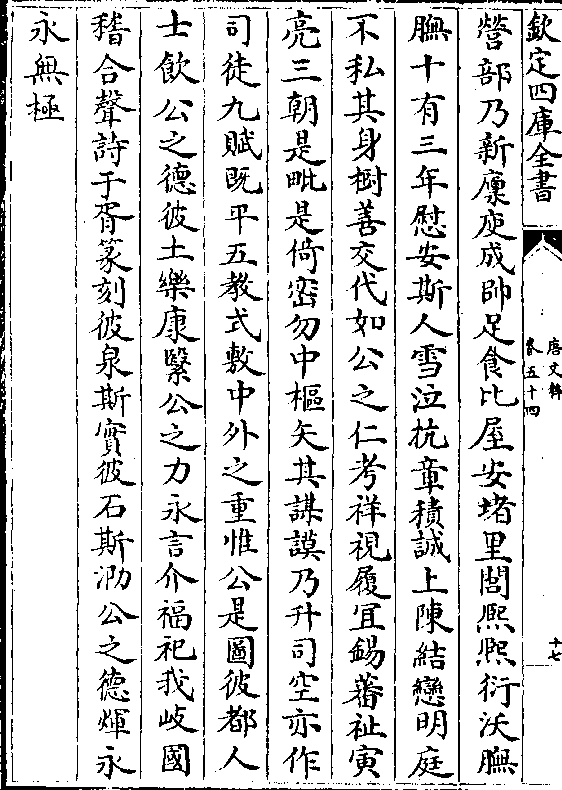 欽定四庫全書
唐文粹
卷五十四
十七
營部乃新廩庾成帥足食比屋安堵里閭熈熈衍沃膴
膴十有三年慰安斯人雪泣抗章積誠上陳結戀明庭
不私其身樹善交代如公之仁考祥視履宜錫蕃祉寅
亮三朝是毗是倚密勿中樞矢其謀謨乃升司空亦作
司徒九賦既平五教式敷中外之重惟公是圖彼都人
士飲公之德彼土樂康繄公之力永言介福祀我岐國
稽合聲詩于胥篆刻彼泉斯實彼石斯泐公之德煇永
永無極